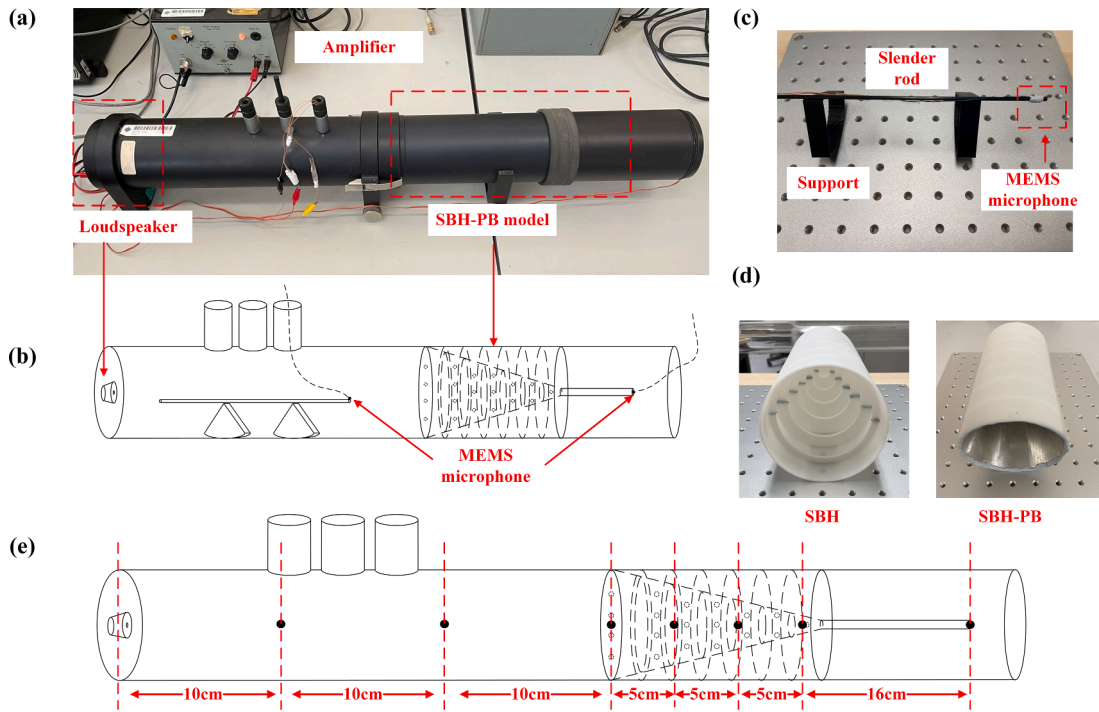 (a)
Amplifier
Loudspeaker
SBH-PB model
(b)
MEMS
microphone
(c)
Slender
rod
Support
MEMS
microphone
(d)
SBH
SBH-PB
(e)
10cm
10cm
10cm
5cm
5cm
5cm
16cm